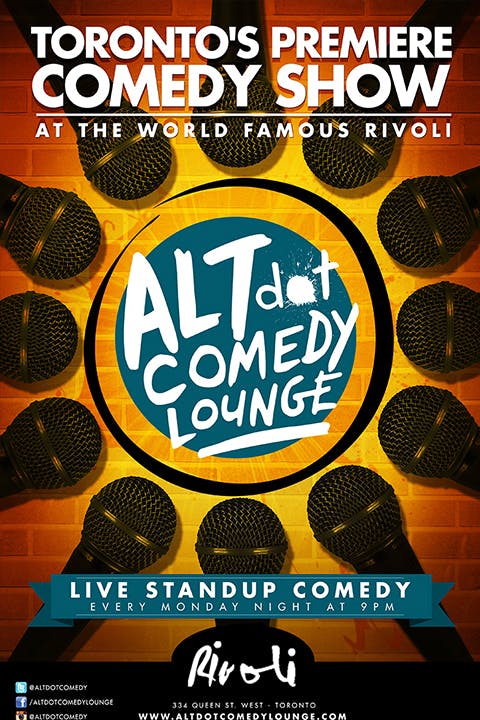 TORONTO'S PREMIERE
COMEDY SHOW
AT THE WORLD FAMOUS RIVOLI
ALT dot
COMEDY
LOUNGE
LIVE STANDUP COMEDY
EVERY MONDAY NIGHT AT 9PM
Rivoli
@ALTDOTCOMEDY
/ALTDOTCOMEDYLOUNGE
@ALTDOTCOMEDY
334 QUEEN ST. WEST - TORONTO
WWW.ALTDOTCOMEDYLOUNGE.COM